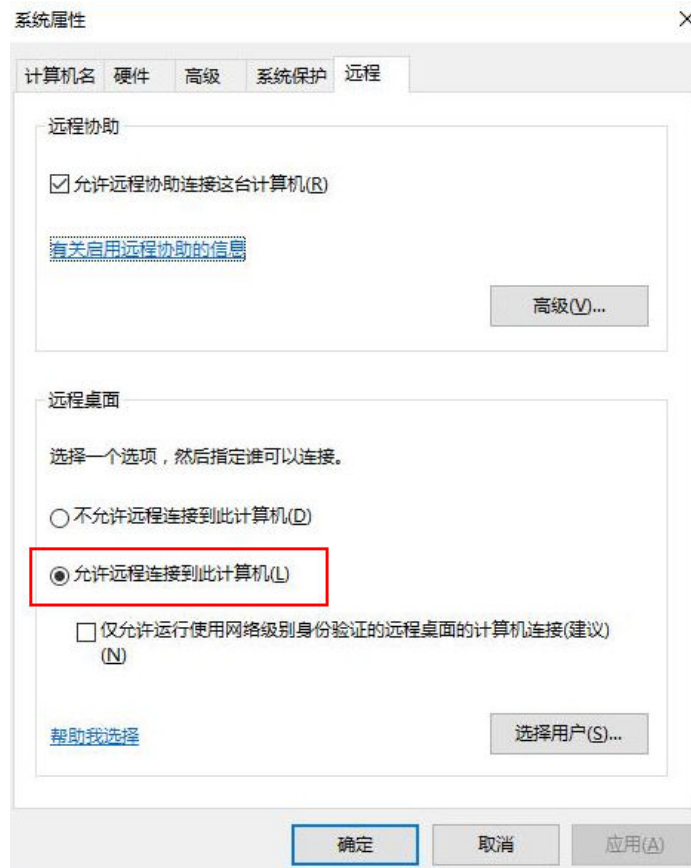 系统属性
计算机名 硬件 高级 系统保护 远程
远程协助
允许远程协助连接这台计算机(R)
有关启用远程协助的信息
高级(V)...
远程桌面
选择一个选项，然后指定谁可以连接。
不允许远程连接到此计算机(D)
允许远程连接到此计算机(L)
仅允许运行使用网络级别身份验证的远程桌面的计算机连接(建议)
(N)
帮助我选择
选择用户(S)...
确定 取消 应用(A)